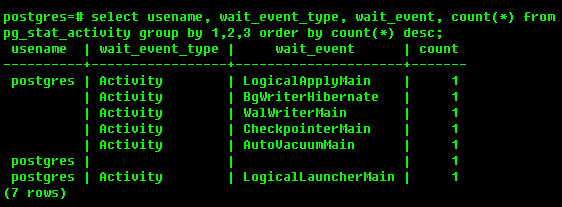 postgres=# select usename, wait_event_type, wait_event, count(*) from
pg_stat_activity group by 1,2,3 order by count(*) desc;
 usename  | wait_event_type |     wait_event      | count
----------+-----------------+---------------------+-------
 postgres | Activity        | LogicalApplyMain    |     1
          | Activity        | BgWriterHibernate   |     1
          | Activity        | WalWriterMain       |     1
          | Activity        | CheckpointerMain    |     1
          | Activity        | AutoVacuumMain      |     1
 postgres |                 |                     |     1
 postgres | Activity        | LogicalLauncherMain |     1
(7 rows)